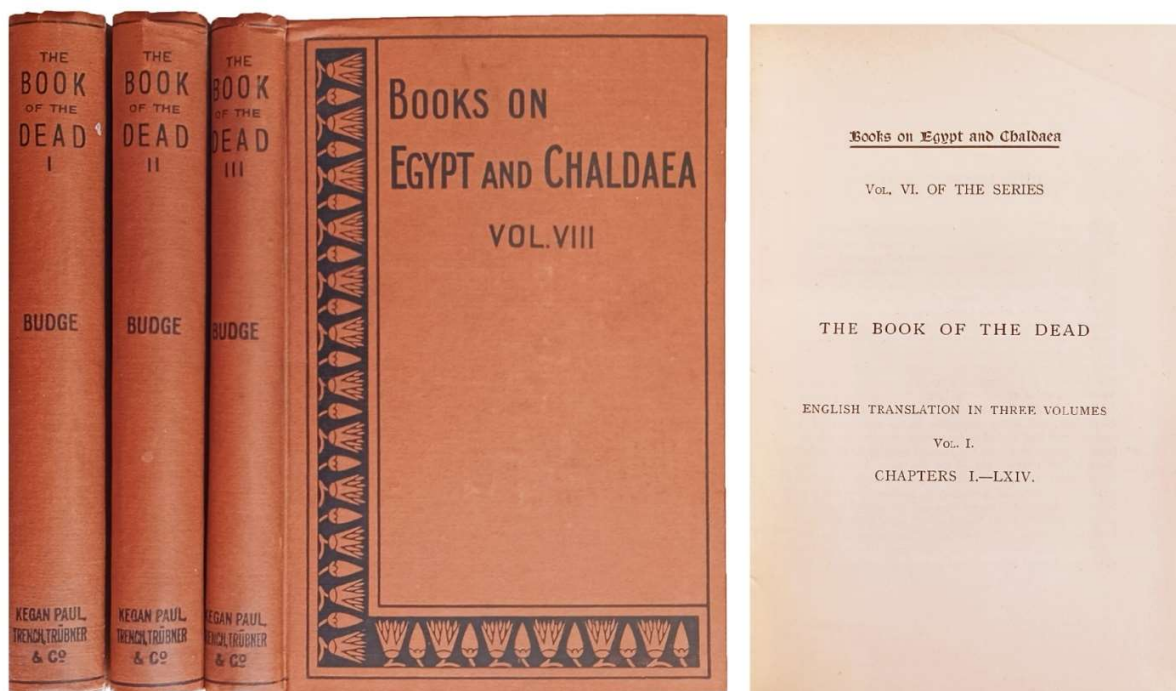 THE
BOOK
OF THE
DEAD
I
BUDGE
KEGAN PAUL,
TRENCH, TRÜBNER
& Cº
THE
BOOK
OF THE
DEAD
II
BUDGE
KEGAN PAUL,
TRENCH, TRÜBNER
& Cº
THE
BOOK
OF THE
DEAD
III
BUDGE
KEGAN PAUL,
TRENCH, TRÜBNER
& Cº
BOOKS ON
EGYPT AND CHALDAEA
VOL. VIII
Books on Egypt and Chaldaea
VOL. VI. OF THE SERIES
THE BOOK OF THE DEAD
ENGLISH TRANSLATION IN THREE VOLUMES
VOL. I.
CHAPTERS I.—LXIV.